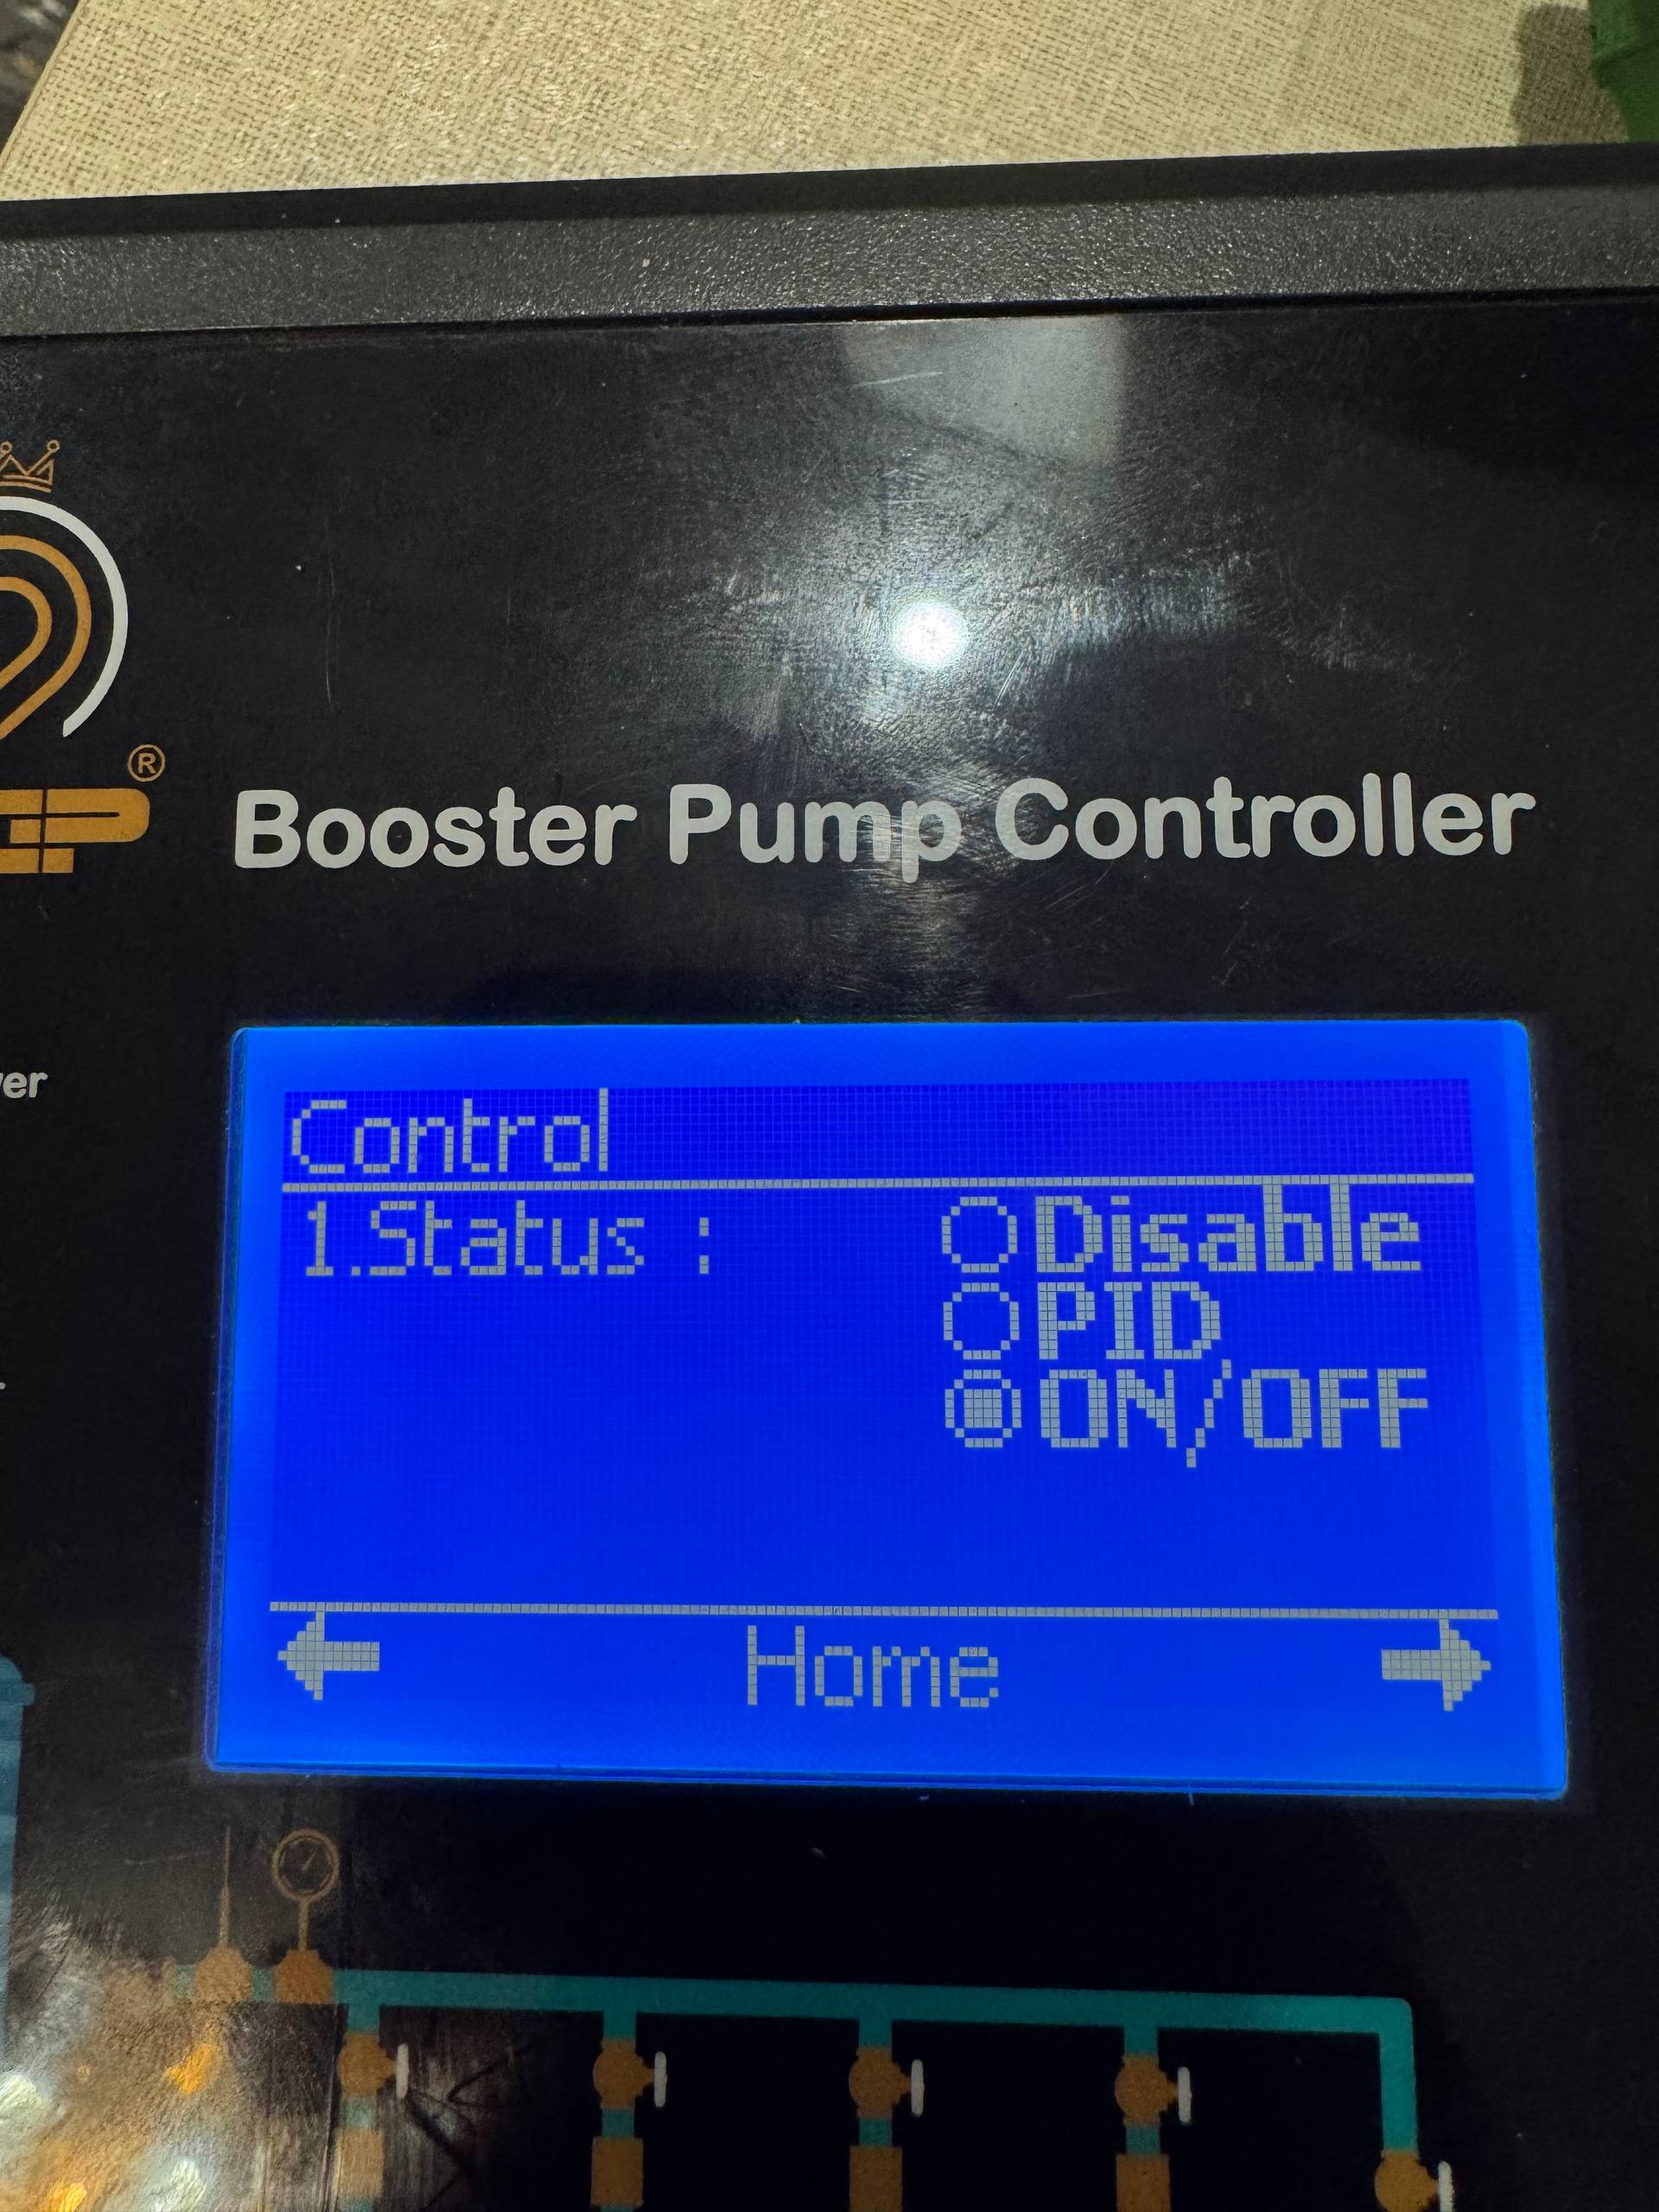 ®
Booster Pump Controller
Control
1.Status :
Disable
PID
ON/OFF
Home